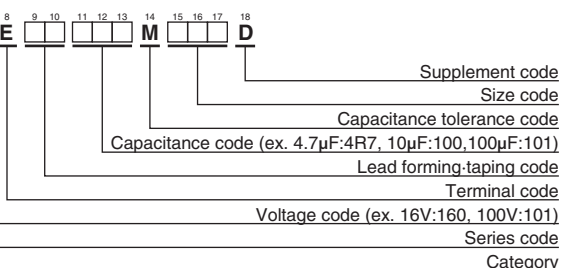 8 9 10 11 12 13 14 15 16 17 18
E M D
Supplement code
Size code
Capacitance tolerance code
Capacitance code (ex. 4.7µF:4R7, 10µF:100,100µF:101)
Lead forming·taping code
Terminal code
Voltage code (ex. 16V:160, 100V:101)
Series code
Category